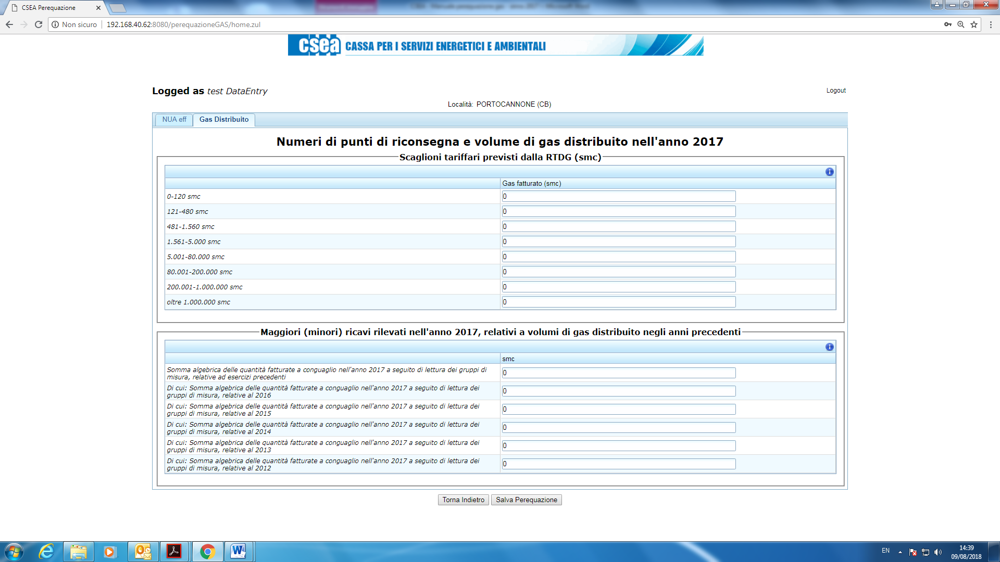 CSEA Perequazione
Non sicuro
192.168.40.62:8080/perequazioneGAS/home.zul
csea CASSA PER I SERVIZI ENERGETICI E AMBIENTALI
Logged as test DataEntry
Logout
Località: PORTOCANNONE (CB)
NUA eff
Gas Distribuito
Numeri di punti di riconsegna e volume di gas distribuito nell'anno 2017
Scaglioni tariffari previsti dalla RTDG (smc)
Gas fatturato (smc)
0-120 smc 0
121-480 smc 0
481-1.560 smc 0
1.561-5.000 smc 0
5.001-80.000 smc 0
80.001-200.000 smc 0
200.001-1.000.000 smc 0
oltre 1.000.000 smc 0
Maggiori (minori) ricavi rilevati nell'anno 2017, relativi a volumi di gas distribuito negli anni precedenti
smc
Somma algebrica delle quantità fatturate a conguaglio nell'anno 2017 a seguito di lettura dei gruppi di
misura, relative ad esercizi precedenti
0
Di cui: Somma algebrica delle quantità fatturate a conguaglio nell'anno 2017 a seguito di lettura dei
gruppi di misura, relative al 2016
0
Di cui: Somma algebrica delle quantità fatturate a conguaglio nell'anno 2017 a seguito di lettura dei
gruppi di misura, relative al 2015
0
Di cui: Somma algebrica delle quantità fatturate a conguaglio nell'anno 2017 a seguito di lettura dei
gruppi di misura, relative al 2014
0
Di cui: Somma algebrica delle quantità fatturate a conguaglio nell'anno 2017 a seguito di lettura dei
gruppi di misura, relative al 2013
0
Di cui: Somma algebrica delle quantità fatturate a conguaglio nell'anno 2017 a seguito di lettura dei
gruppi di misura, relative al 2012
0
Torna Indietro
Salva Perequazione
EN
14:39
09/08/2018